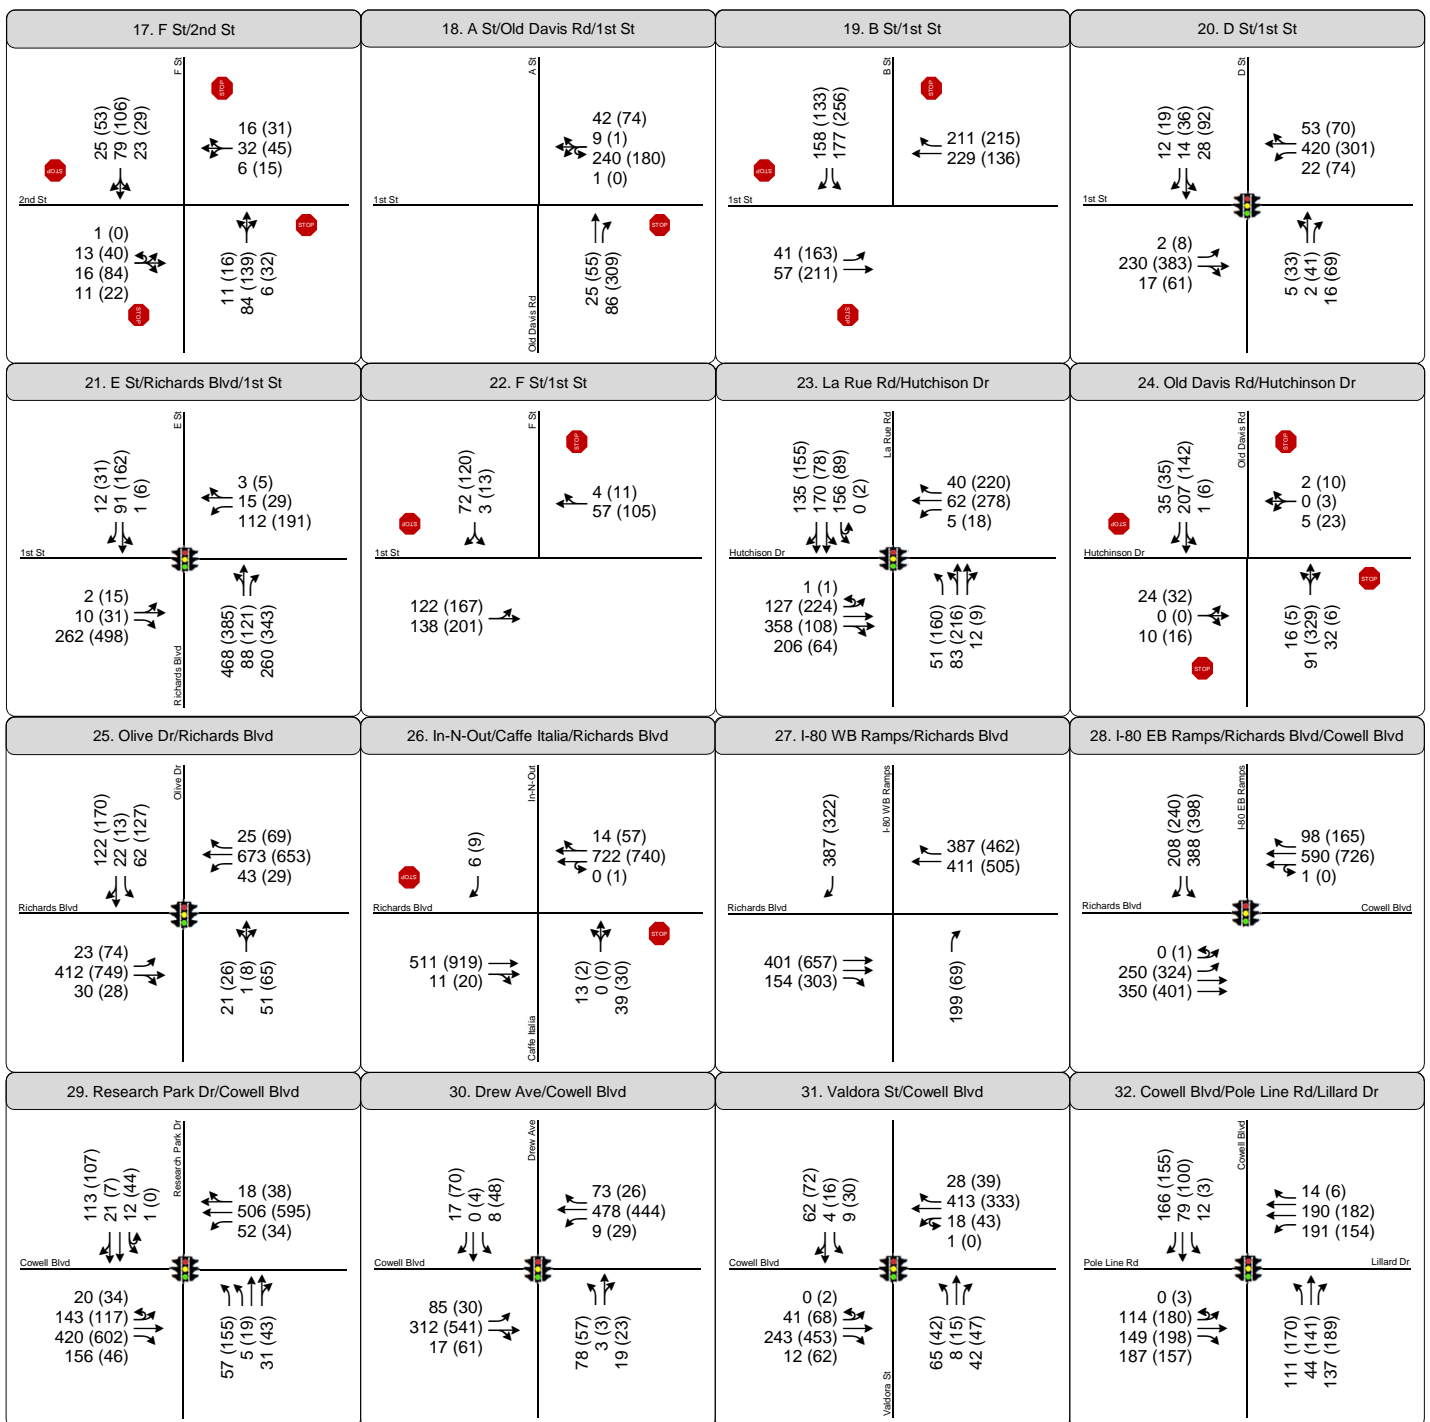 17. F St/2nd St
F St
25 (53)
79 (106)
23 (29)
STOP
16 (31)
32 (45)
6 (15)
STOP
2nd St
STOP
1 (0)
13 (40)
16 (84)
11 (22)
STOP
11 (16)
84 (139)
6 (32)
18. A St/Old Davis Rd/1st St
A St
42 (74)
9 (1)
240 (180)
1 (0)
1st St
STOP
25 (55)
86 (309)
Old Davis Rd
19. B St/1st St
B St
158 (133)
177 (256)
STOP
211 (215)
229 (136)
STOP
1st St
41 (163)
57 (211)
STOP
20. D St/1st St
D St
12 (19)
14 (36)
28 (92)
53 (70)
420 (301)
22 (74)
1st St
2 (8)
230 (383)
17 (61)
5 (33)
2 (41)
16 (69)
21. E St/Richards Blvd/1st St
E St
12 (31)
91 (162)
1 (6)
3 (5)
15 (29)
112 (191)
1st St
2 (15)
10 (31)
262 (498)
468 (385)
88 (121)
260 (343)
Richards Blvd
22. F St/1st St
F St
72 (120)
3 (13)
STOP
4 (11)
57 (105)
STOP
1st St
122 (167)
138 (201)
23. La Rue Rd/Hutchison Dr
La Rue Rd
135 (155)
170 (78)
156 (89)
0 (2)
40 (220)
62 (278)
5 (18)
Hutchison Dr
1 (1)
127 (224)
358 (108)
206 (64)
51 (160)
83 (216)
12 (9)
24. Old Davis Rd/Hutchinson Dr
Old Davis Rd
35 (35)
207 (142)
1 (6)
STOP
2 (10)
0 (3)
5 (23)
STOP
Hutchinson Dr
STOP
24 (32)
0 (0)
10 (16)
STOP
16 (5)
91 (329)
32 (6)
25. Olive Dr/Richards Blvd
Olive Dr
122 (170)
22 (13)
62 (127)
25 (69)
673 (653)
43 (29)
Richards Blvd
23 (74)
412 (749)
30 (28)
21 (26)
1 (8)
51 (65)
26. In-N-Out/Caffe Italia/Richards Blvd
In-N-Out
6 (9)
14 (57)
722 (740)
0 (1)
STOP
Richards Blvd
STOP
511 (919)
11 (20)
13 (2)
0 (0)
39 (30)
Caffe Italia
27. I-80 WB Ramps/Richards Blvd
I-80 WB Ramps
387 (322)
387 (462)
411 (505)
Richards Blvd
401 (657)
154 (303)
199 (69)
28. I-80 EB Ramps/Richards Blvd/Cowell Blvd
I-80 EB Ramps
208 (240)
388 (398)
98 (165)
590 (726)
1 (0)
Richards Blvd
Cowell Blvd
0 (1)
250 (324)
350 (401)
29. Research Park Dr/Cowell Blvd
Research Park Dr
113 (107)
21 (7)
12 (44)
1 (0)
18 (38)
506 (595)
52 (34)
Cowell Blvd
20 (34)
143 (117)
420 (602)
156 (46)
57 (155)
5 (19)
31 (43)
30. Drew Ave/Cowell Blvd
Drew Ave
17 (70)
0 (4)
8 (48)
73 (26)
478 (444)
9 (29)
Cowell Blvd
85 (30)
312 (541)
17 (61)
78 (57)
3 (3)
19 (23)
31. Valdora St/Cowell Blvd
62 (72)
4 (16)
9 (30)
28 (39)
413 (333)
18 (43)
1 (0)
Cowell Blvd
0 (2)
41 (68)
243 (453)
12 (62)
65 (42)
8 (15)
42 (47)
Valdora St
32. Cowell Blvd/Pole Line Rd/Lillard Dr
Cowell Blvd
166 (155)
79 (100)
12 (3)
14 (6)
190 (182)
191 (154)
Pole Line Rd
Lillard Dr
0 (3)
114 (180)
149 (198)
187 (157)
111 (170)
44 (141)
137 (189)